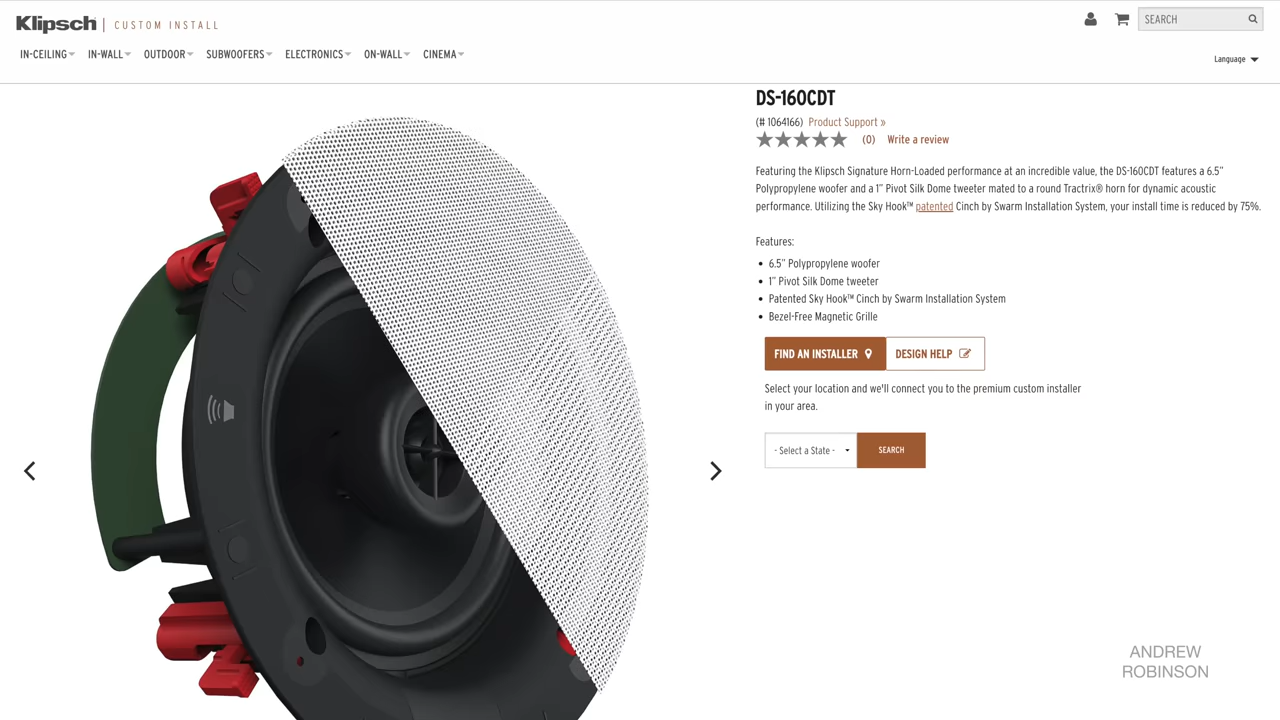 Klipsch | CUSTOM INSTALL
SEARCH
IN-CEILING IN-WALL OUTDOOR SUBWOOFERS ELECTRONICS ON-WALL CINEMA
Language
DS-160CDT
(# 1064166) Product Support »
(0) Write a review
Featuring the Klipsch Signature Horn-Loaded performance at an incredible value, the DS-160CDT features a 6.5”
Polypropylene woofer and a 1” Pivot Silk Dome tweeter mated to a round Tractrix® horn for dynamic acoustic
performance. Utilizing the Sky Hook™ patented Cinch by Swarm Installation System, your install time is reduced by 75%.
Features:
• 6.5” Polypropylene woofer
• 1” Pivot Silk Dome tweeter
• Patented Sky Hook™ Cinch by Swarm Installation System
• Bezel-Free Magnetic Grille
FIND AN INSTALLER DESIGN HELP
Select your location and we'll connect you to the premium custom installer
in your area.
- Select a State - SEARCH
ANDREW
ROBINSON